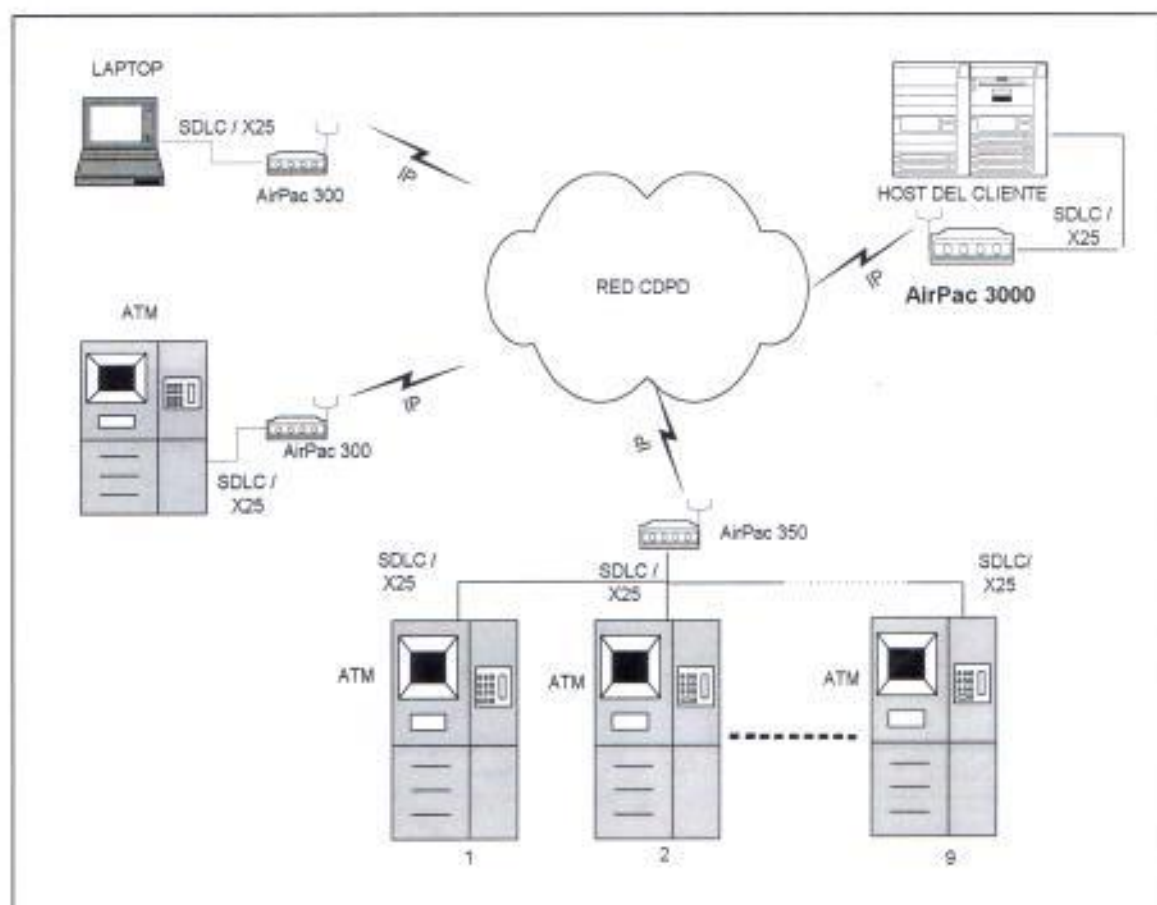 LAPTOP
SDLC / X25
AirPac 300
IP
HOST DEL CLIENTE
SDLC /
X25
IP
AirPac 3000
RED CDPD
ATM
IP
AirPac 300
SDLC /
X25
IP
AirPac 350
SDLC /
X25
SDLC /
X25
SDLC/
X25
ATM
ATM
ATM
1
2
9